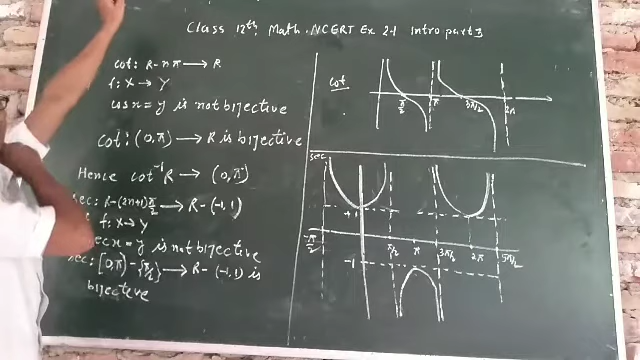 Class 12th Math. NCERT Ex 2.1 Intro part 3
cot: R-nπ → R
f: X → Y
cosx = y is not bijective
cot: (0,π) → R is bijective
Hence cot⁻¹ R → (0,π)
sec: R-(2n+1)π/2 → R-(-1,1)
f: X → Y
secx = y is not bijective
sec: [0,π]-{π/2} → R-(-1,1) is
bijective
cot
π/2 π 3π/2 2π
sec
+1
-π/2 π/2 π 3π/2 2π 5π/2
-1